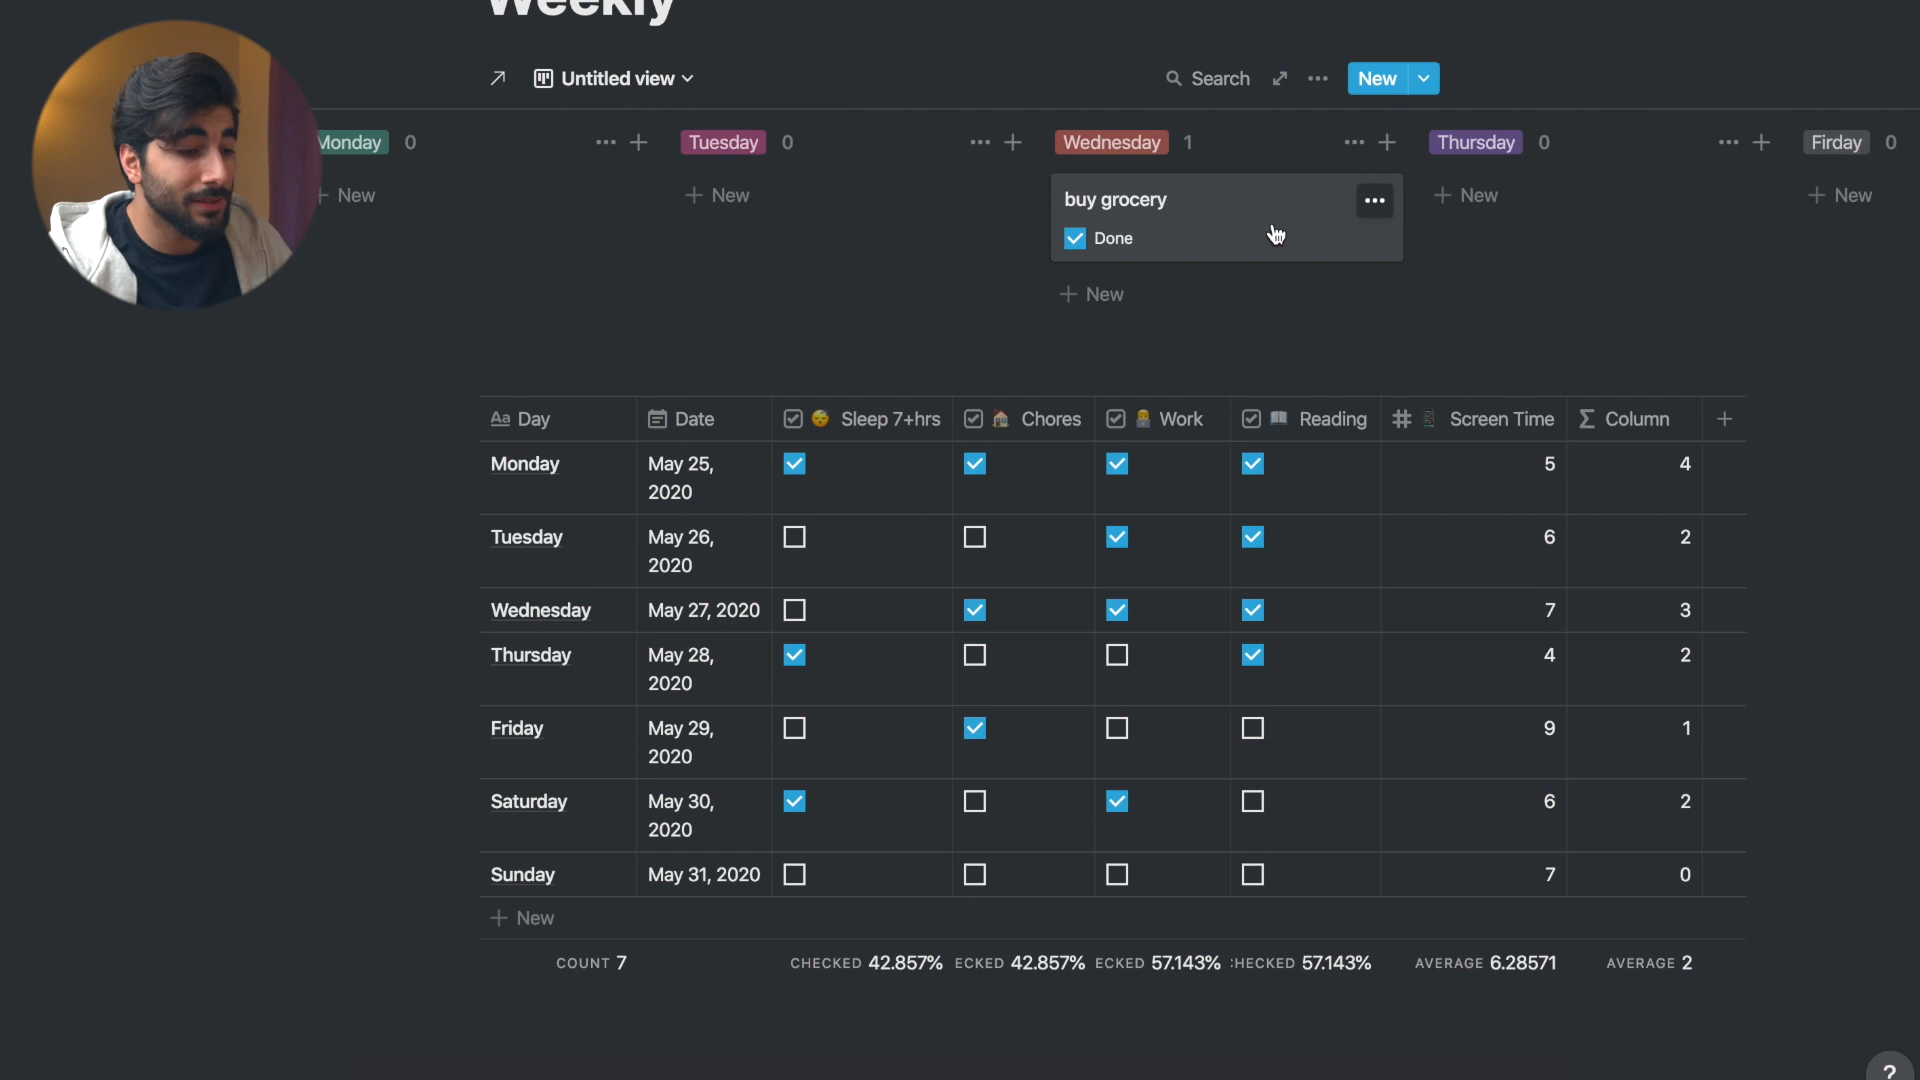 Weekly
Untitled view
Search
New
Monday 0
Tuesday 0
Wednesday 1
Thursday 0
Firday 0
New
New
buy grocery
Done
New
New
New
Aa Day
Date
Sleep 7+hrs
Chores
Work
Reading
Screen Time
Σ Column
Monday May 25, 5 4
2020
Tuesday May 26, 6 2
2020
Wednesday May 27, 2020 7 3
Thursday May 28, 4 2
2020
Friday May 29, 9 1
2020
Saturday May 30, 6 2
2020
Sunday May 31, 2020 7 0
New
COUNT 7 CHECKED 42.857% ECKED 42.857% ECKED 57.143% HECKED 57.143% AVERAGE 6.28571 AVERAGE 2
?